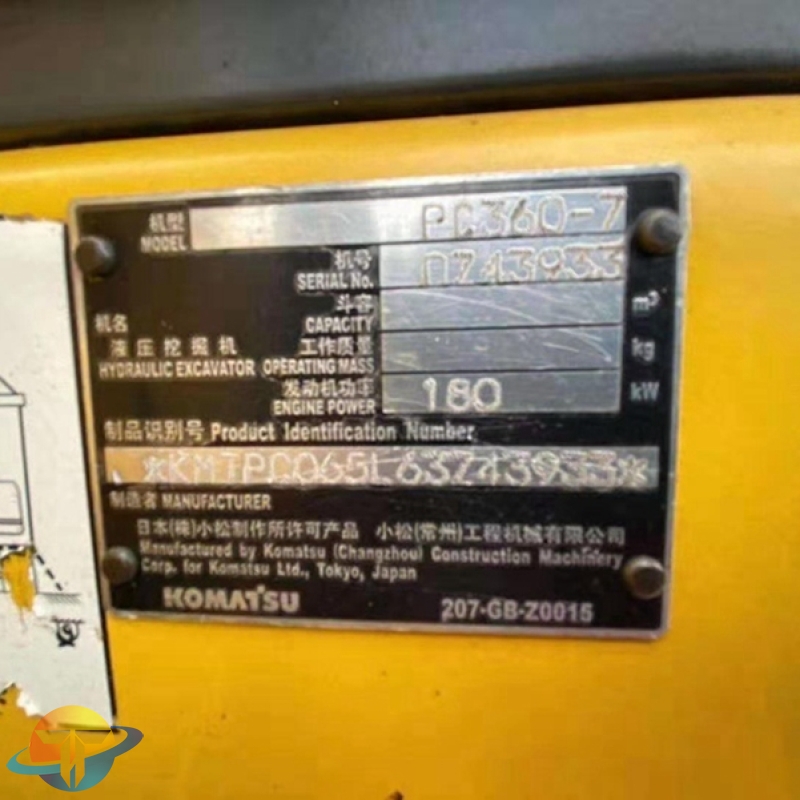 机型 MODEL PC360-7
机号 SERIAL No. DZ43933
斗容 CAPACITY m³
机名
液压挖掘机 工作质量
HYDRAULIC EXCAVATOR OPERATING MASS kg
发动机功率 ENGINE POWER 180 kW
制品识别号 Product Identification Number
*KMTPC065L63Z43933*
制造者 MANUFACTURER
日本(株)小松制作所许可产品 小松(常州)工程机械有限公司
Manufactured by Komatsu (Changzhou) Construction Machinery
Corp. for Komatsu Ltd., Tokyo, Japan
KOMATSU 207-GB-Z0015